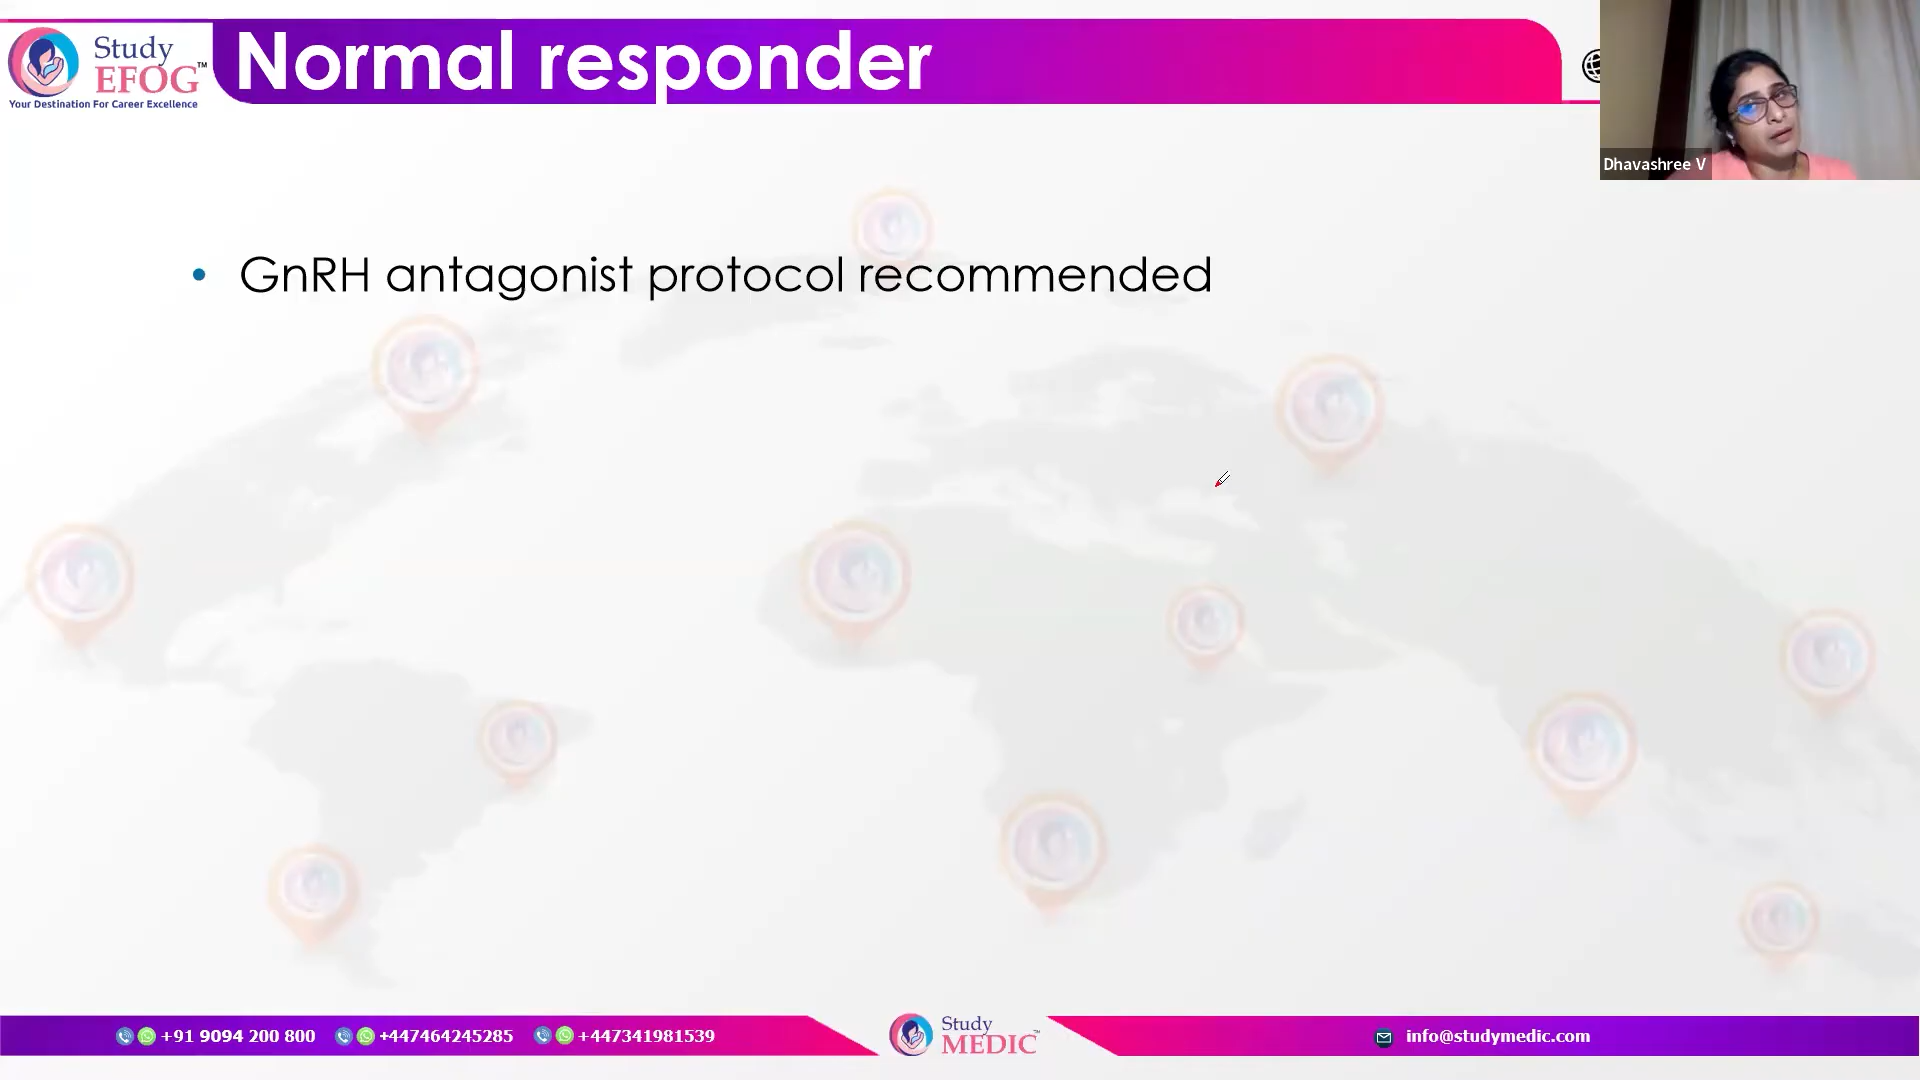 Study
EFOG™
Your Destination For Career Excellence
Normal responder
Dhavashree V
• GnRH antagonist protocol recommended
+91 9094 200 800 +447464245285 +447341981539
Study
MEDIC™
info@studymedic.com